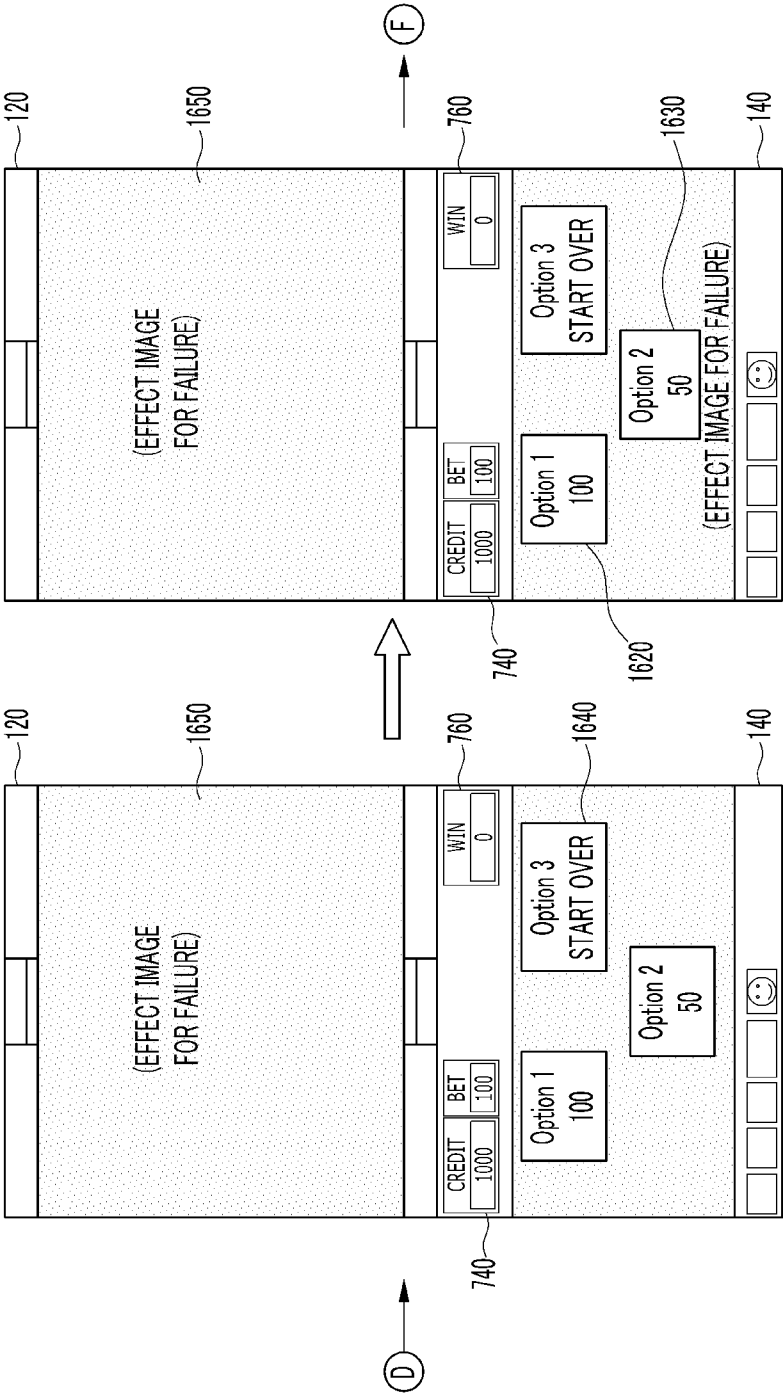 120
1650
(EFFECT IMAGE
FOR FAILURE)
CREDIT
1000
BET
100
WIN
0
760
740
Option 1
100
Option 3
START OVER
1640
Option 2
50
140
D
120
1650
(EFFECT IMAGE
FOR FAILURE)
CREDIT
1000
BET
100
WIN
0
760
740
Option 1
100
Option 3
START OVER
1620
Option 2
50
1630
(EFFECT IMAGE FOR FAILURE)
140
F